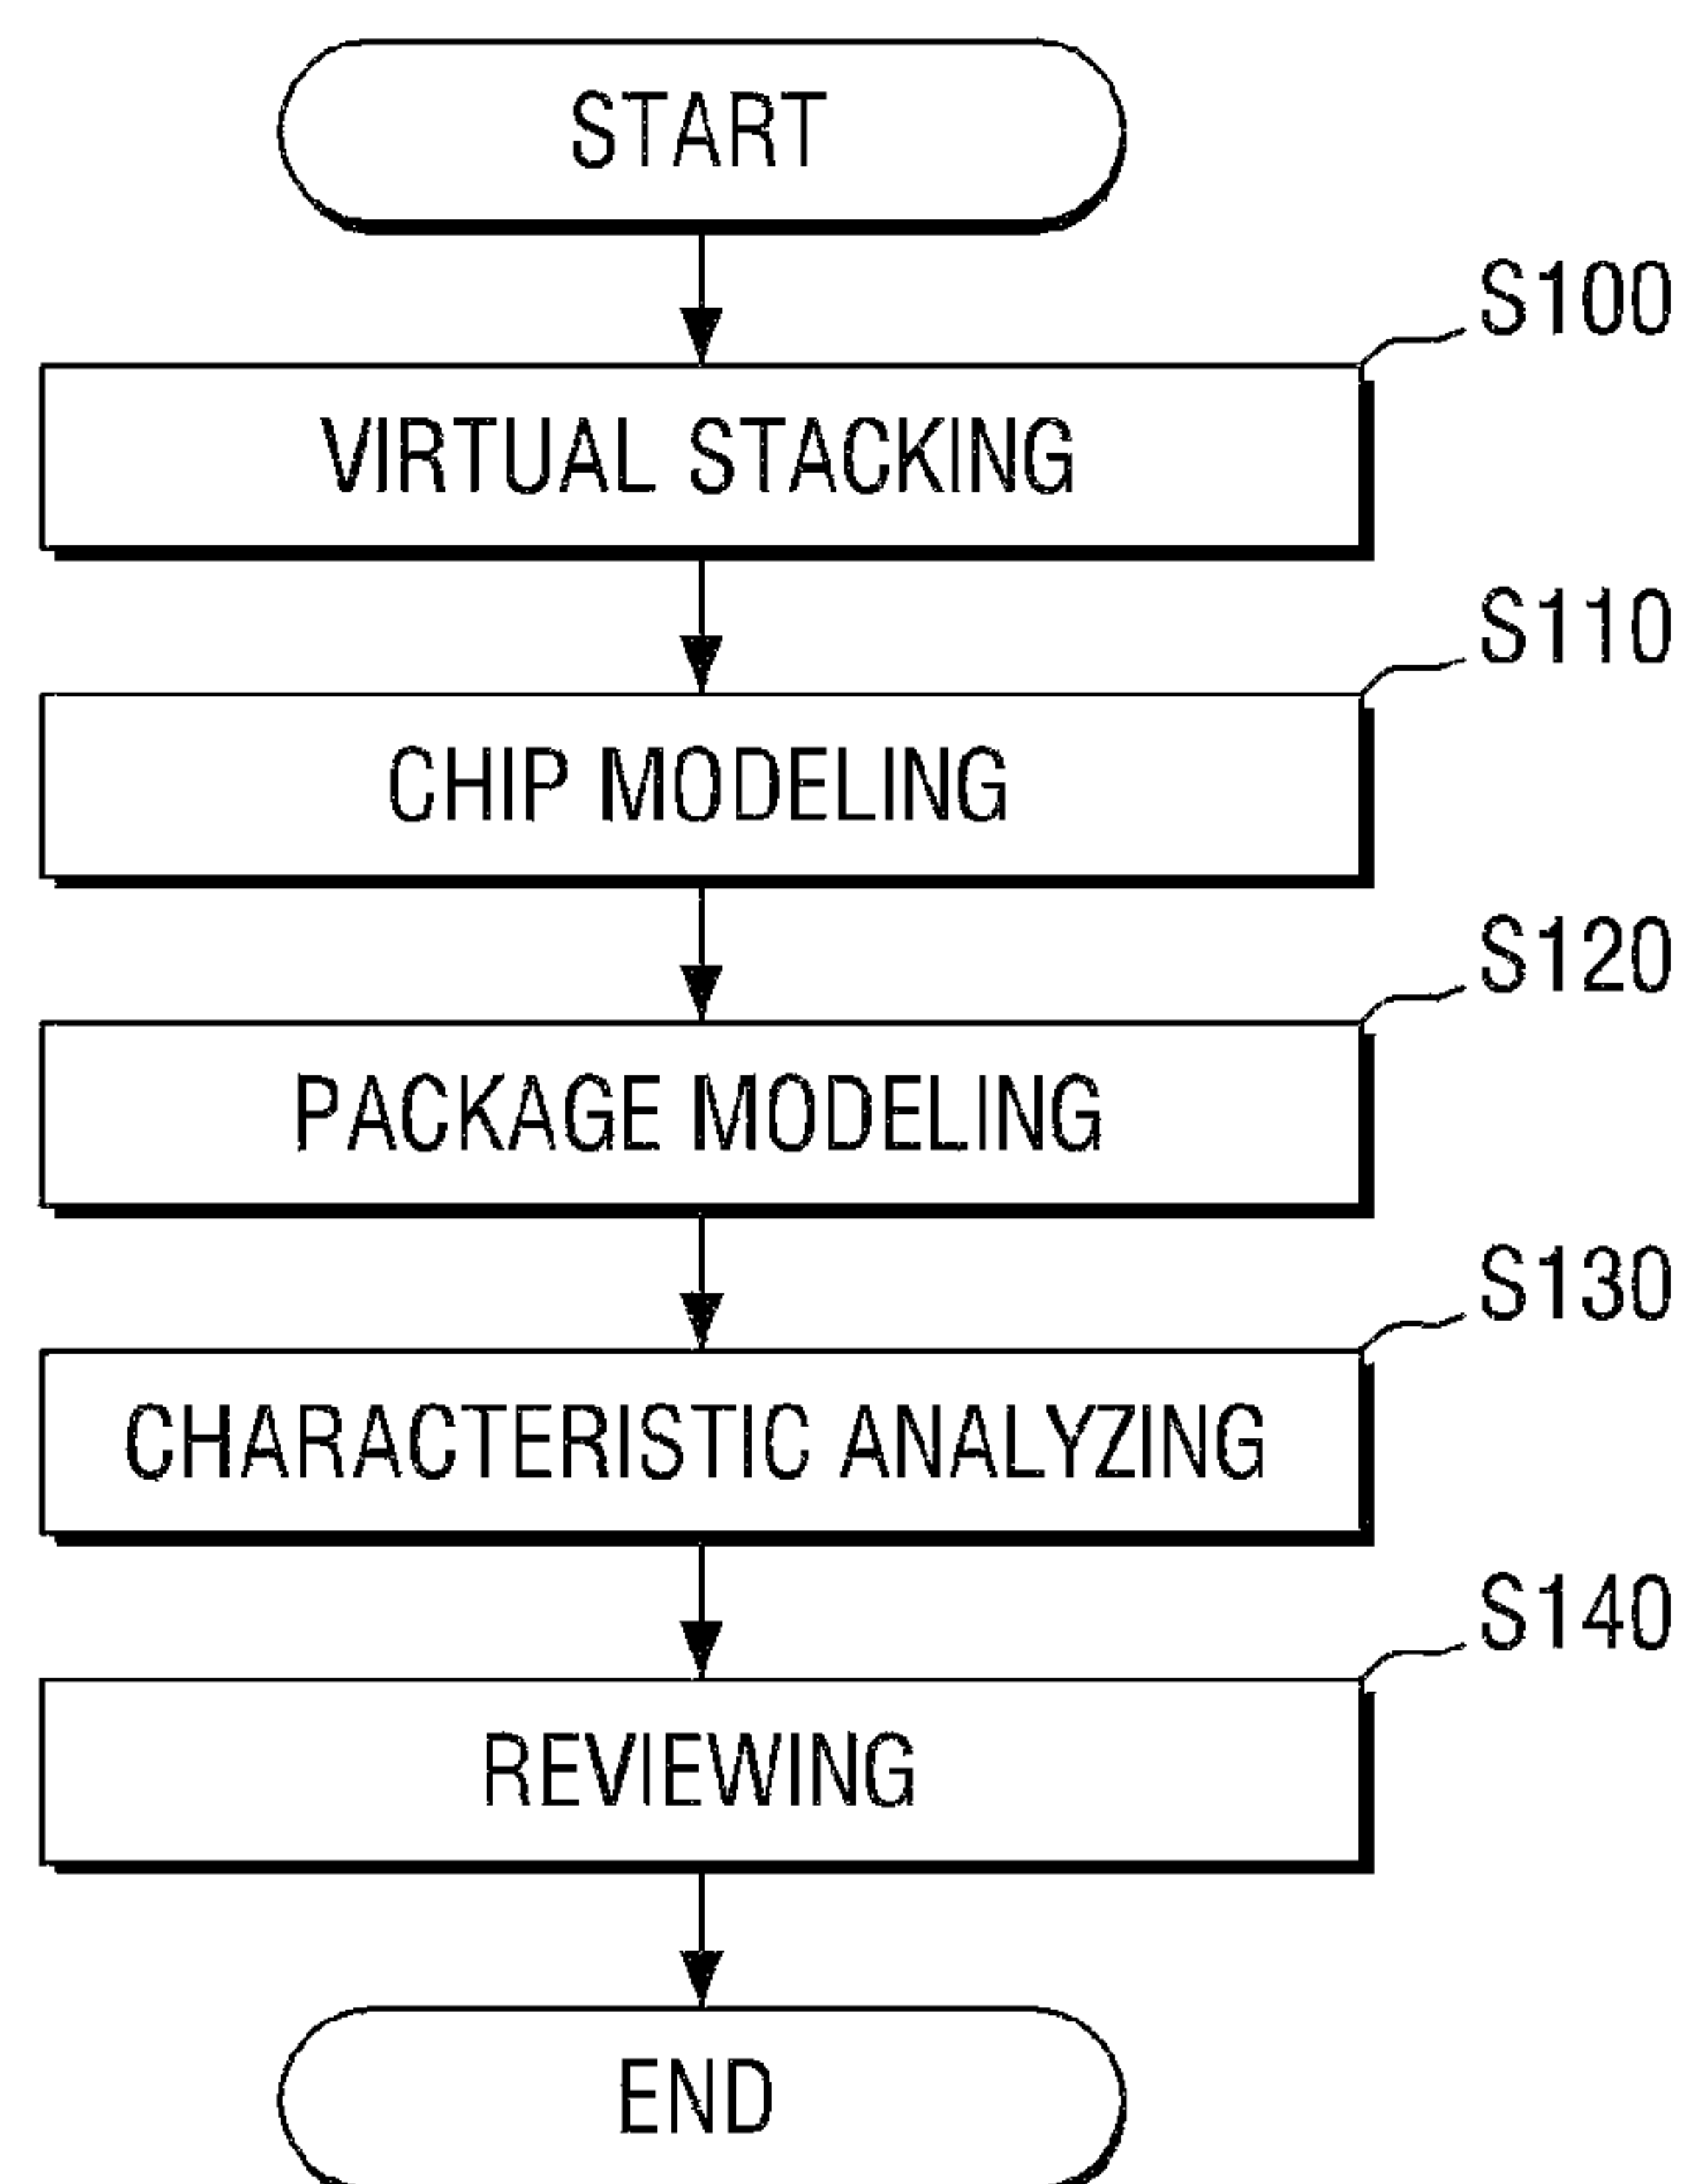 START
S100
VIRTUAL STACKING
S110
CHIP MODELING
S120
PACKAGE MODELING
S130
CHARACTERISTIC ANALYZING
S140
REVIEWING
END